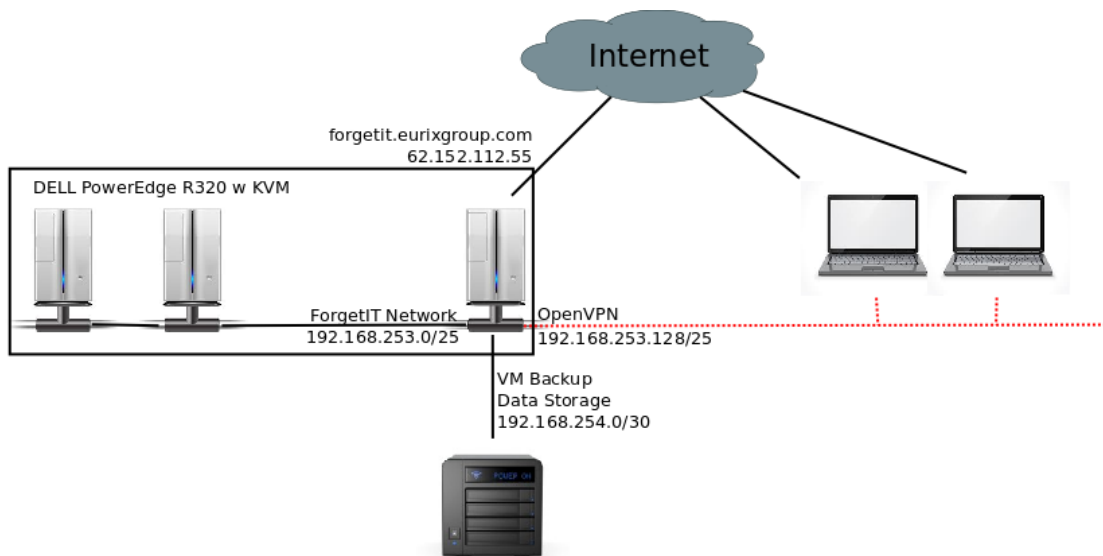 Internet
forgetit.eurixgroup.com
62.152.112.55
DELL PowerEdge R320 w KVM
ForgetIT Network
192.168.253.0/25
OpenVPN
192.168.253.128/25
VM Backup
Data Storage
192.168.254.0/30
POWER ON